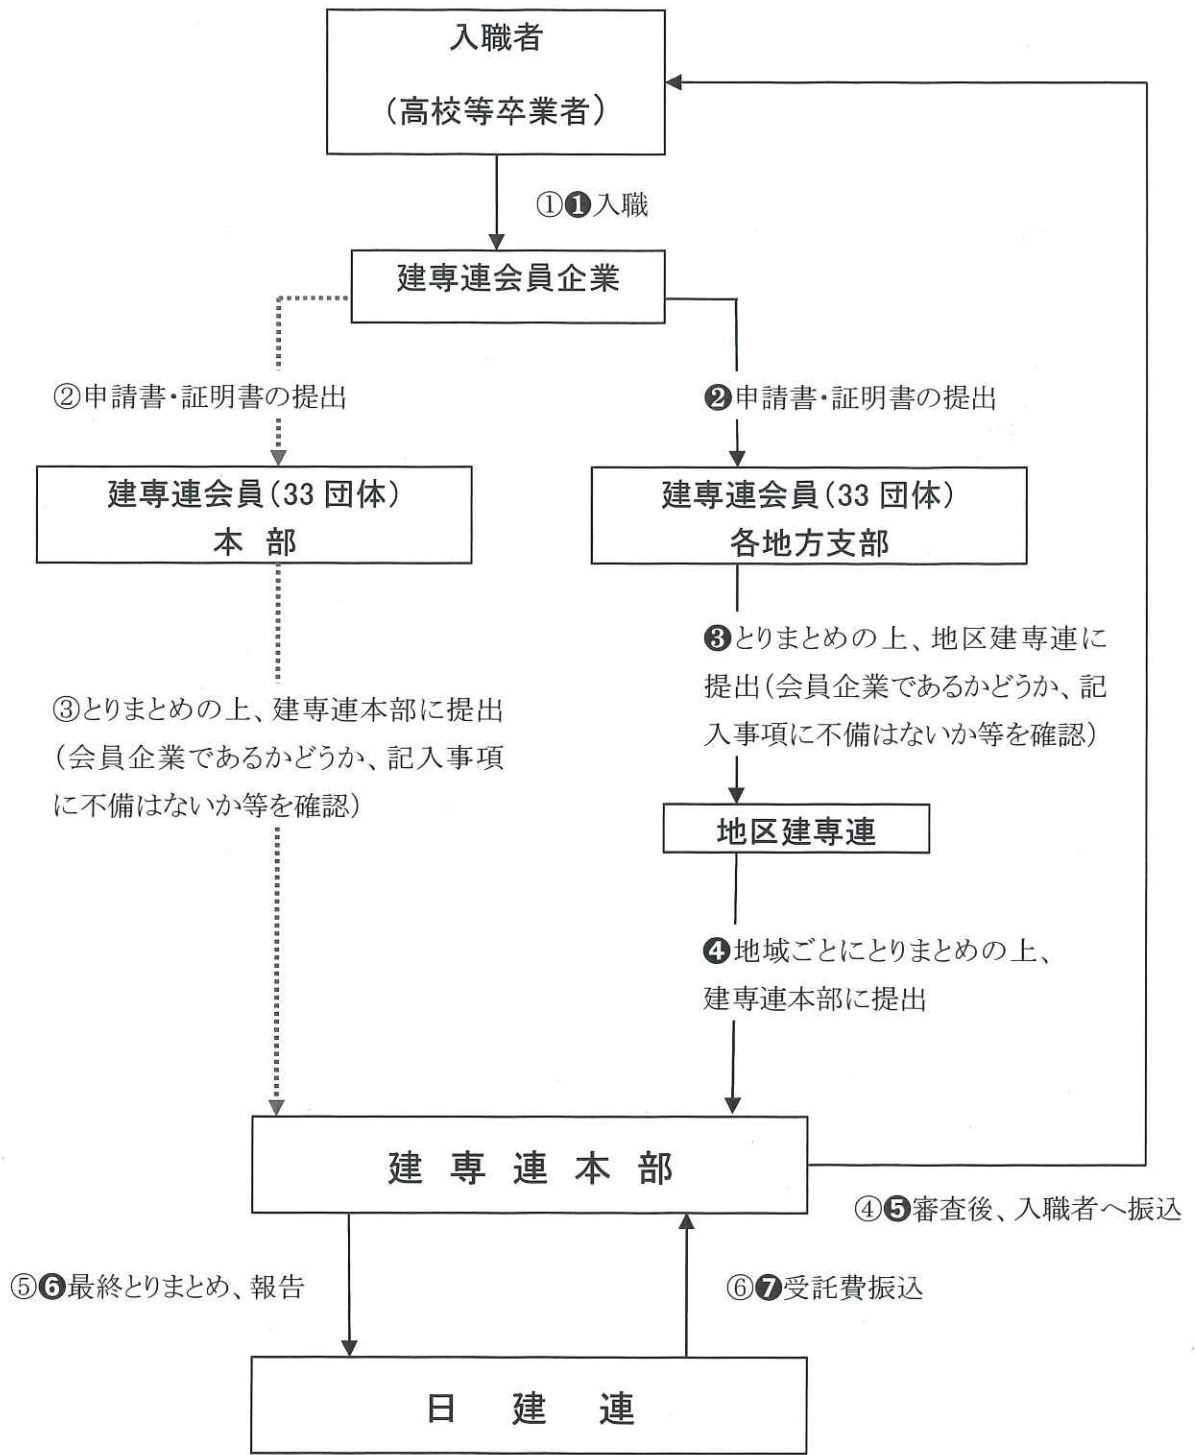 入職者
（高校等卒業者）
①❶入職
建専連会員企業
②申請書・証明書の提出
❷申請書・証明書の提出
建専連会員（33 団体）
本 部
建専連会員（33 団体）
各地方支部
❸とりまとめの上、地区建専連に
提出（会員企業であるかどうか、記
入事項に不備はないか等を確認）
③とりまとめの上、建専連本部に提出
（会員企業であるかどうか、記入事項
に不備はないか等を確認）
地区建専連
❹地域ごとにとりまとめの上、
建専連本部に提出
建 専 連 本 部
④❺審査後、入職者へ振込
⑤❻最終とりまとめ、報告
⑥❼受託費振込
日 建 連